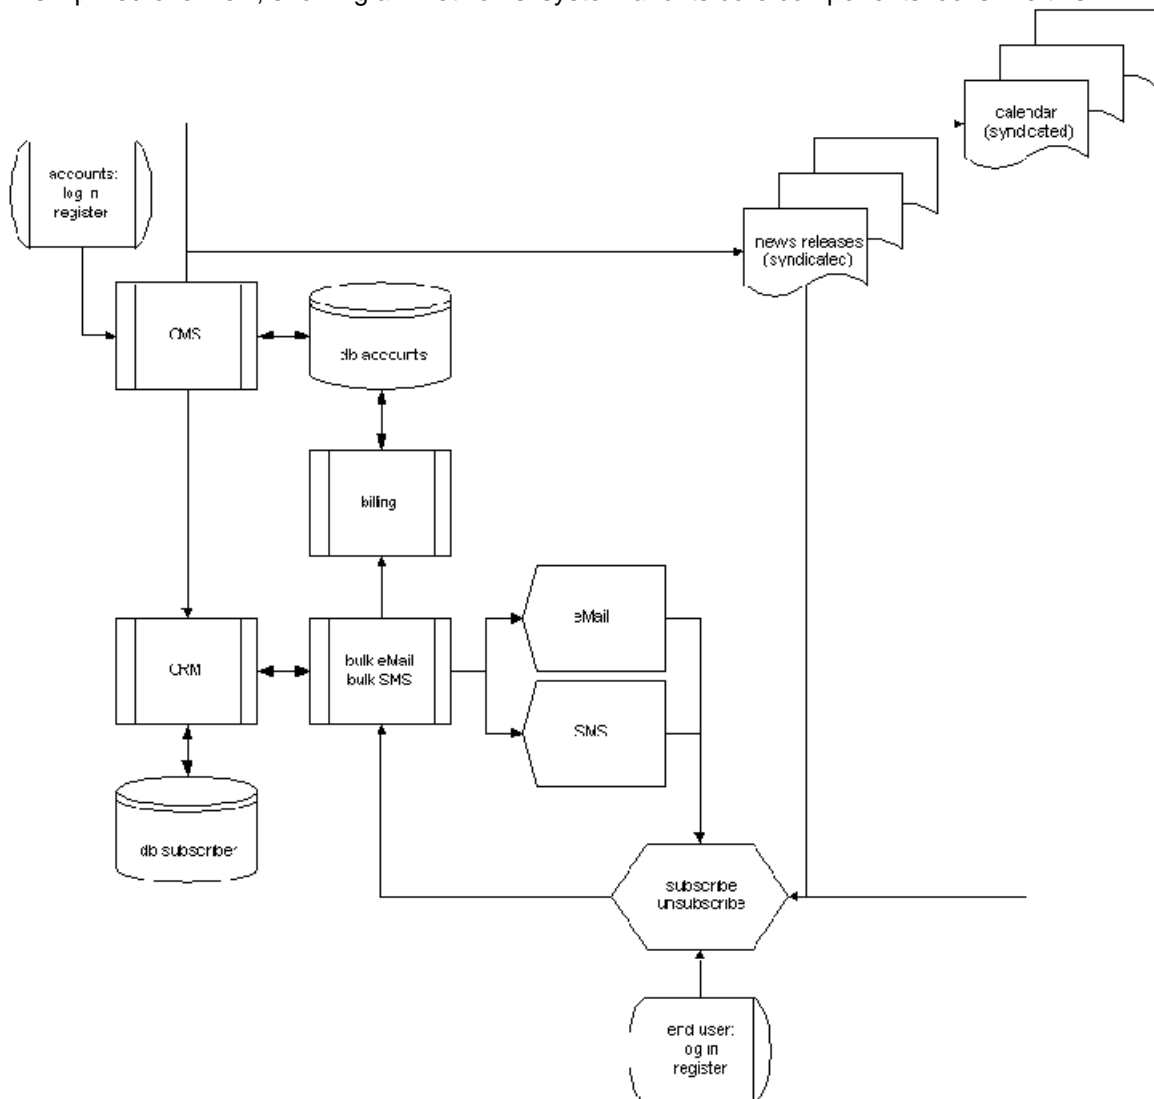 calendar
(syndicated)
accounts:
log in
register
news releases
(syndicated)
CMS
db accounts
billing
eMail
CRM
bulk eMail
bulk SMS
SMS
db subscriber
subscribe
unsubscribe
end user:
log in
register